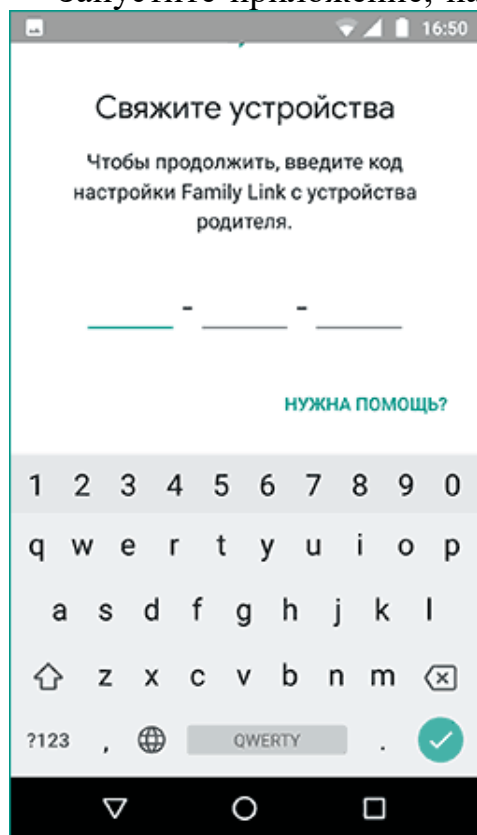 16:50
Свяжите устройства
Чтобы продолжить, введите код
настройки Family Link с устройства
родителя.
- -
НУЖНА ПОМОЩЬ?
1 2 3 4 5 6 7 8 9 0
q w e r t y u i o p
a s d f g h j k l
z x c v b n m
?123 , QWERTY .